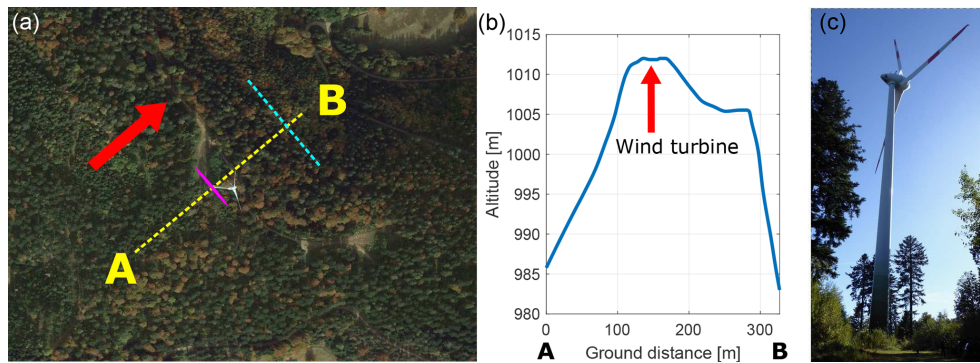 (a)
B
A
(b)
1015
1010
1005
1000
995
990
985
980
Altitude [m]
Wind turbine
0
100
200
300
A
Ground distance [m]
B
(c)